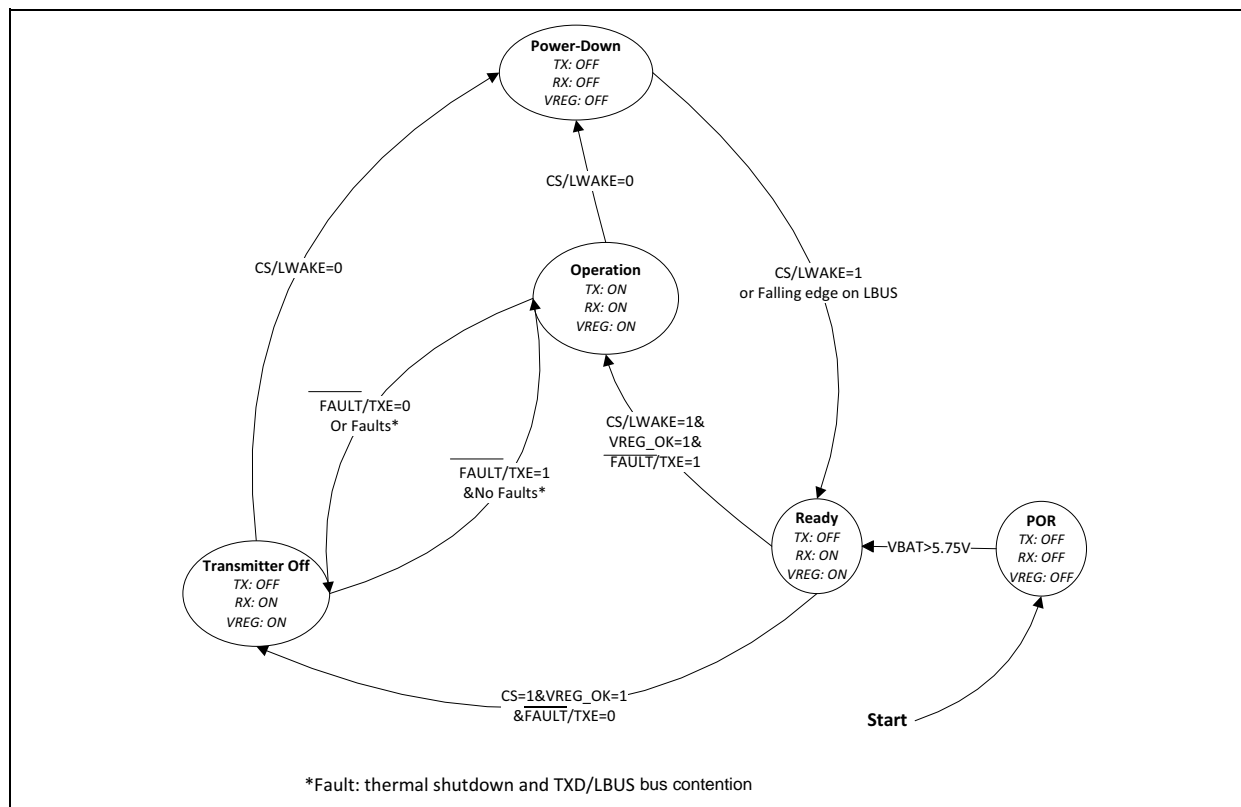 Power-Down
TX: OFF
RX: OFF
VREG: OFF
CS/LWAKE=0
CS/LWAKE=0
CS/LWAKE=1
or Falling edge on LBUS
Operation
TX: ON
RX: ON
VREG: ON
FAULT/TXE=0
Or Faults*
FAULT/TXE=1
&No Faults*
CS/LWAKE=1&
VREG_OK=1&
FAULT/TXE=1
Transmitter Off
TX: OFF
RX: ON
VREG: ON
Ready
TX: OFF
RX: ON
VREG: ON
VBAT>5.75V
POR
TX: OFF
RX: OFF
VREG: OFF
CS=1&VREG_OK=1
&FAULT/TXE=0
Start
*Fault: thermal shutdown and TXD/LBUS bus contention